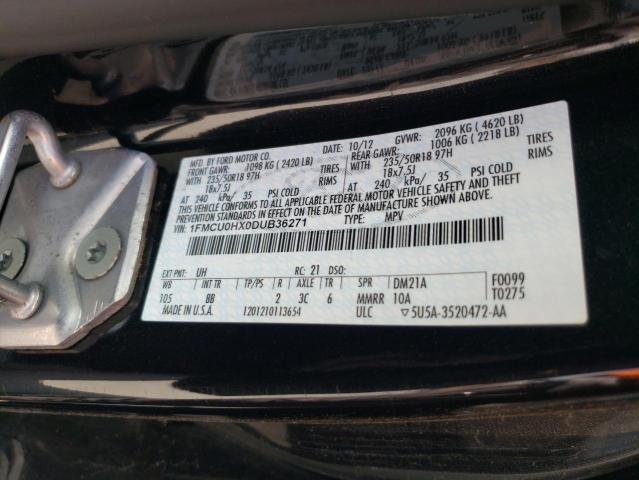 MFD. BY FORD MOTOR CO.
10/12
GVWR: 2096 KG ( 4620 LB)
FRONT GAWR: 1098 KG ( 2420 LB)
REAR GAWR: 1006 KG ( 2218 LB)
WITH 235/50R18 97H TIRES
WITH 235/50R18 97H TIRES
18x7.5J RIMS
18x7.5J RIMS
AT 240 kPa/ 35 PSI COLD
AT 240 kPa/ 35 PSI COLD
THIS VEHICLE CONFORMS TO ALL APPLICABLE FEDERAL MOTOR VEHICLE SAFETY AND THEFT
PREVENTION STANDARDS IN EFFECT ON THE DATE OF MANUFACTURE SHOWN ABOVE.
VIN: 1FMCU0HX0DUB36271
TYPE: MPV
EXT PNT: UH RC: 21 DSO:
WB TP/PS R AXLE TR SPR DM21A F0099
105 BB 2 3C 6 MMRR 10A T0275
MADE IN U.S.A. 1201210113654 ULC 5U5A-3520472-AA